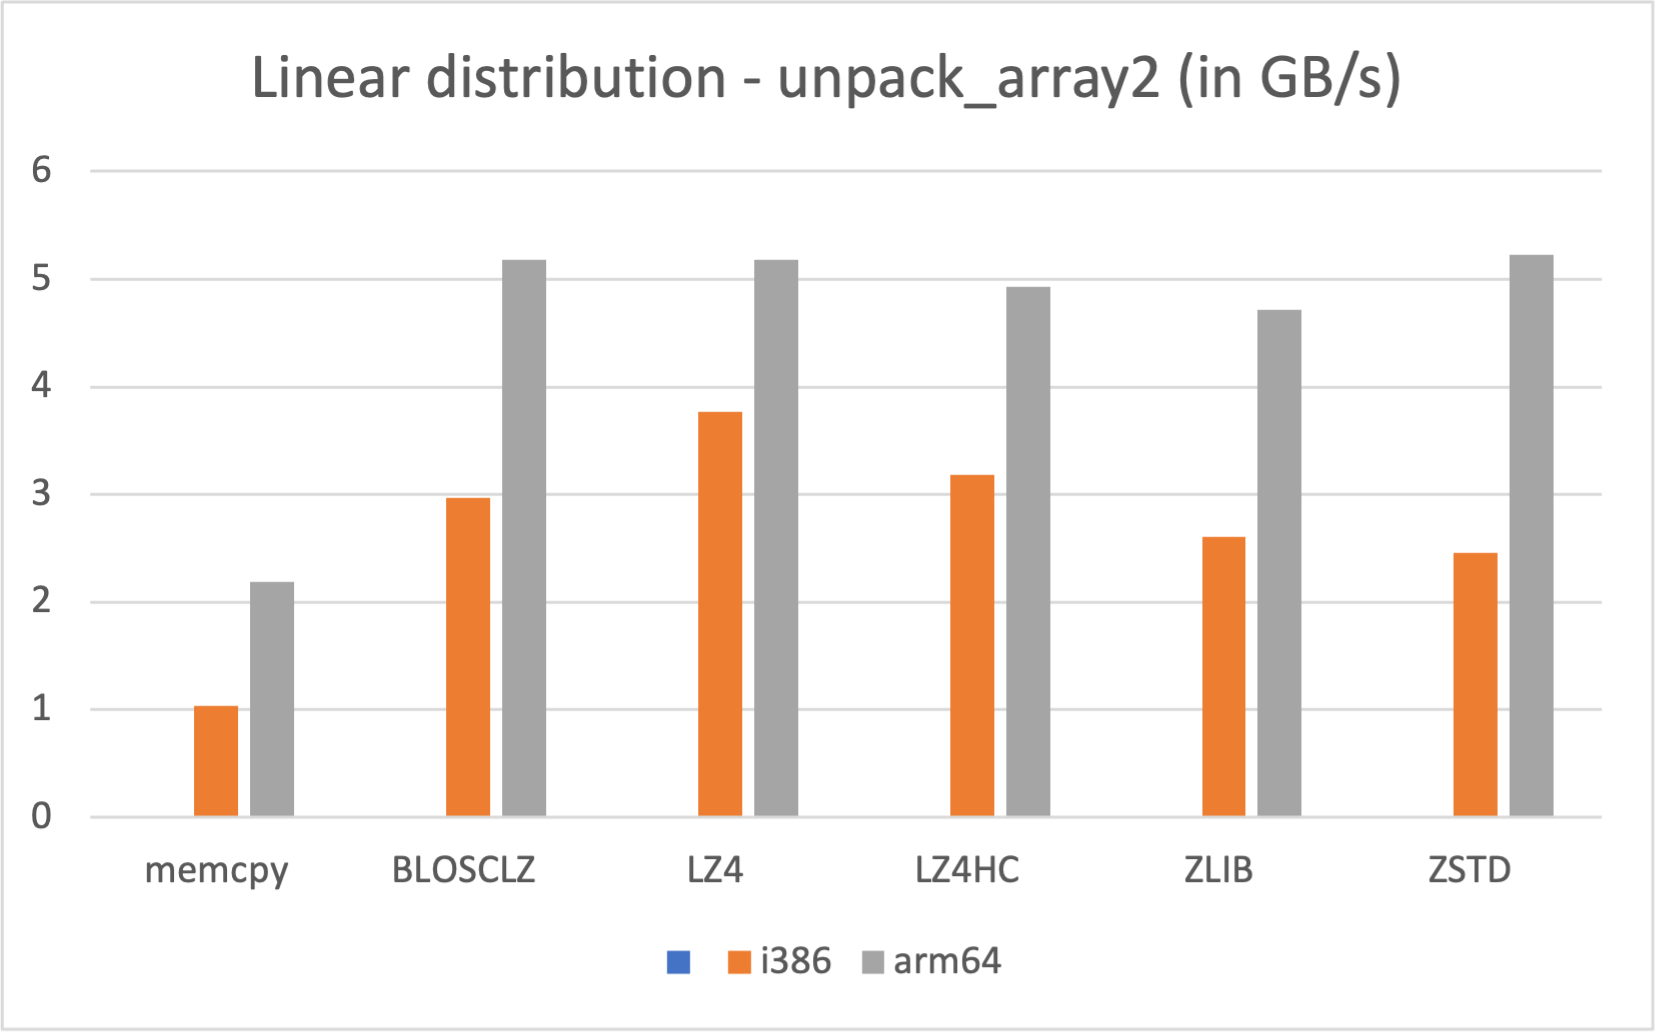 Linear distribution - unpack_array2 (in GB/s)
6
5
4
3
2
1
0
memcpy BLOSCLZ LZ4 LZ4HC ZLIB ZSTD
i386 arm64